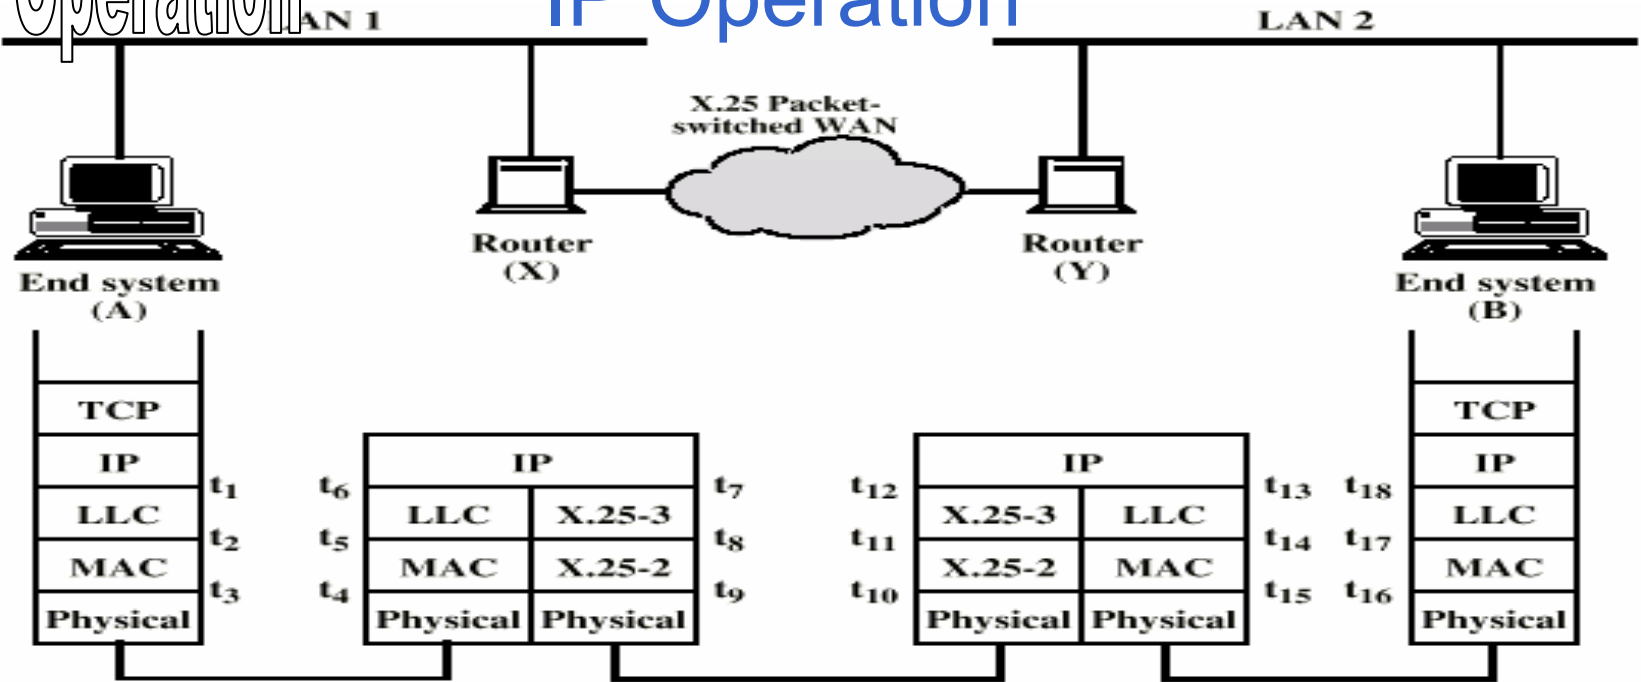 Operation
IP Operation
LAN 1
LAN 2
X.25 Packet-
switched WAN
Router
(X)
Router
(Y)
End system
(A)
End system
(B)
TCP
IP
LLC
MAC
Physical
t1
t2
t3
t6
t5
t4
IP
LLC
X.25-3
MAC
X.25-2
Physical
Physical
t7
t8
t9
t12
t11
t10
IP
X.25-3
LLC
X.25-2
MAC
Physical
Physical
t13
t14
t15
t18
t17
t16
TCP
IP
LLC
MAC
Physical